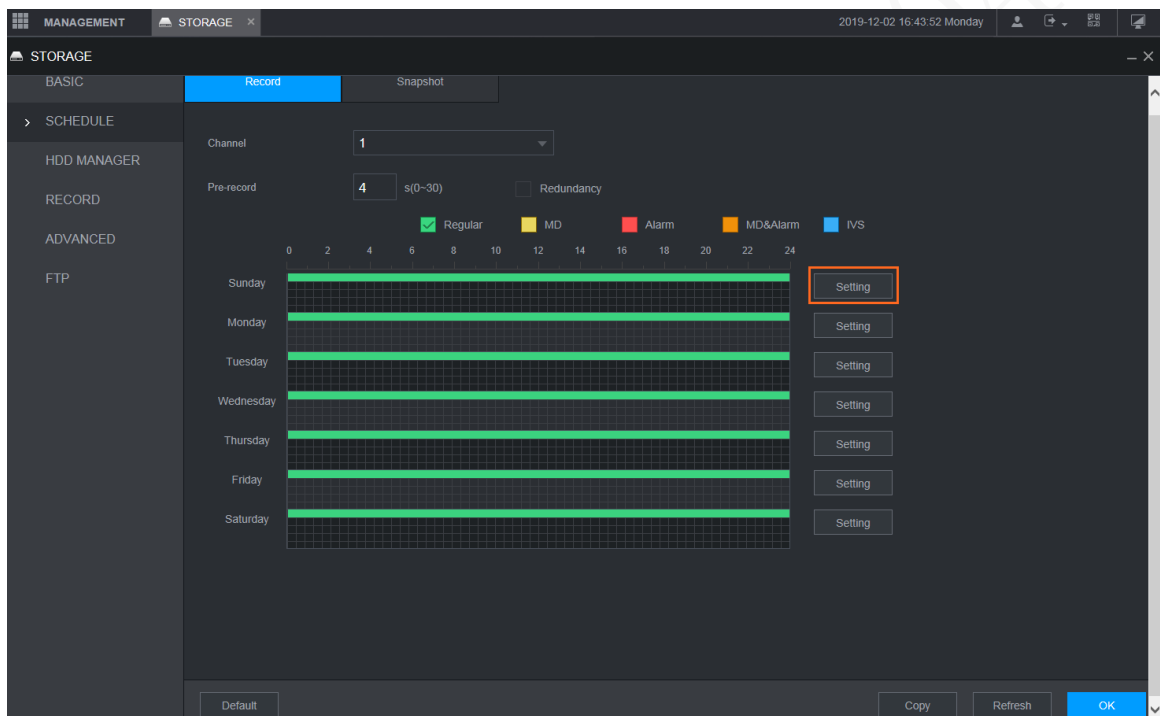 MANAGEMENT STORAGE × 2019-12-02 16:43:52 Monday
STORAGE
BASIC
SCHEDULE
HDD MANAGER
RECORD
ADVANCED
FTP
Record Snapshot
Channel 1
Pre-record 4 s(0~30) Redundancy
Regular MD Alarm MD&Alarm IVS
0 2 4 6 8 10 12 14 16 18 20 22 24
Sunday Setting
Monday Setting
Tuesday Setting
Wednesday Setting
Thursday Setting
Friday Setting
Saturday Setting
Default Copy Refresh OK